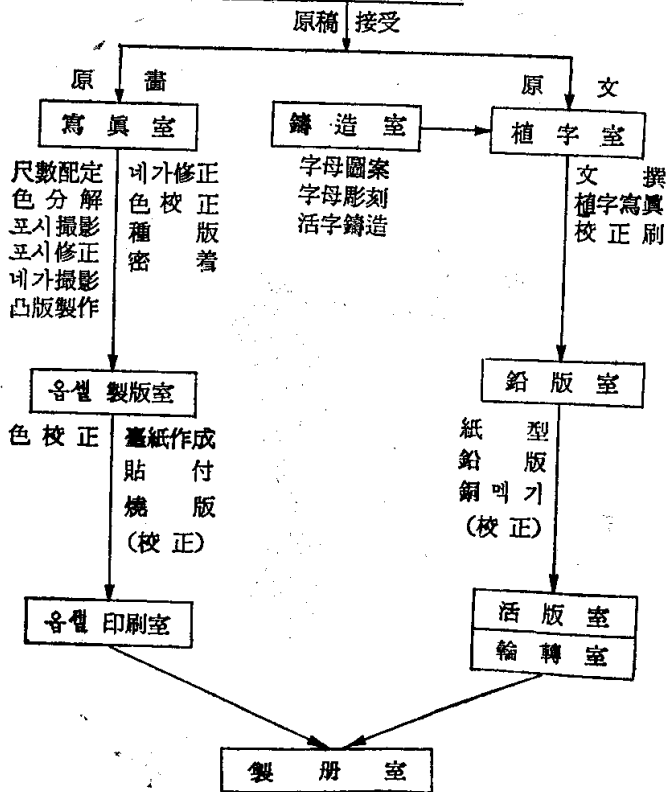 原稿 接受
原畵
原文
寫眞室
鑄造室
植字室
尺數配定
色分解
포시撮影
포시修正
네가撮影
凸版製作
네가修正
色校正
種版
密着
字母圖案
字母彫刻
活字鑄造
文撰
植字寫眞
校正刷
옵셑 製版室
鉛版室
色校正
臺紙作成
貼付
燒版
(校正)
紙型
鉛版
銅멕기
(校正)
옵셑 印刷室
活版室
輪轉室
製册室